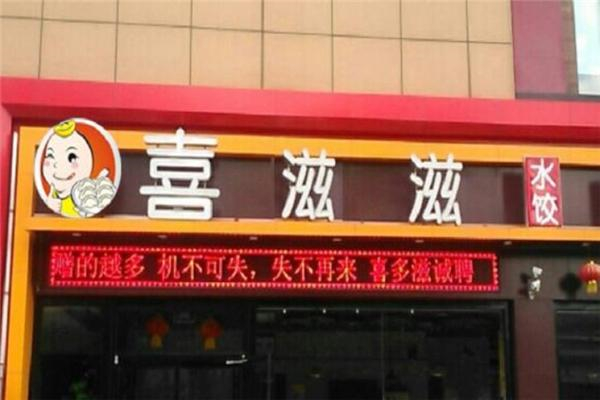 喜滋滋 水饺
赠的越多 机不可失，失不再来 喜多滋诚聘